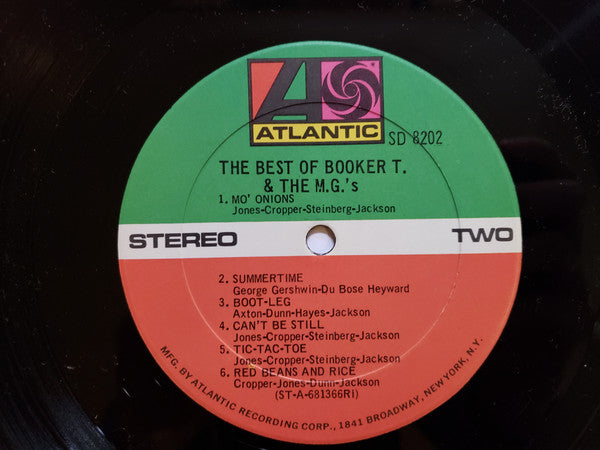 ATLANTIC
SD 8202
THE BEST OF BOOKER T.
& THE M.G.'s
1. MO' ONIONS
Jones-Cropper-Steinberg-Jackson
STEREO
TWO
2. SUMMERTIME
George Gershwin-Du Bose Heyward
3. BOOT-LEG
Axton-Dunn-Hayes-Jackson
4. CAN'T BE STILL
Jones-Cropper-Steinberg-Jackson
5. TIC-TAC-TOE
Jones-Cropper-Steinberg-Jackson
6. RED BEANS AND RICE
Cropper-Jones-Dunn-Jackson
(ST-A-681366RI)
MFG. BY ATLANTIC RECORDING CORP., 1841 BROADWAY, NEW YORK, N.Y.